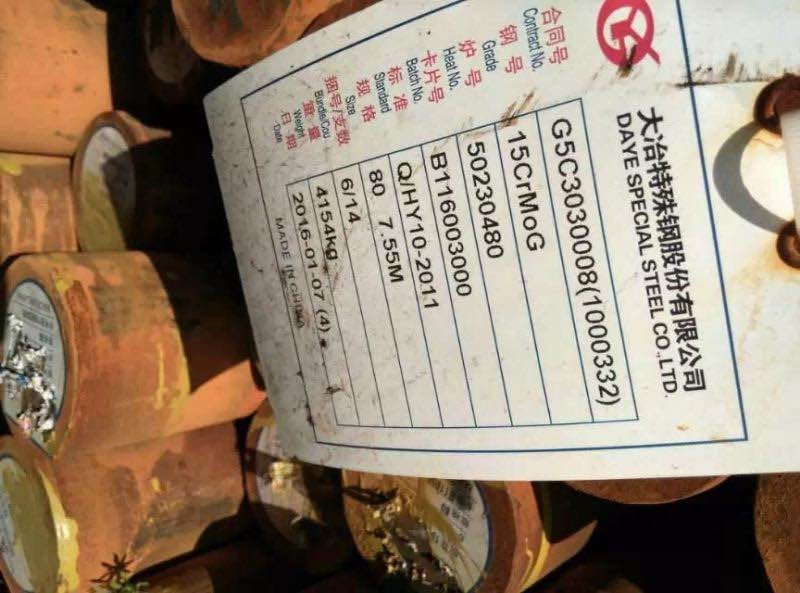 大冶特殊钢股份有限公司
DAYE SPECIAL STEEL CO.,LTD.
合同号 G5C3030008(1000332)
Contract No.
钢号 15CrMoG
Grade
炉号 50230480
Heat No.
卡片号 B116003000
Batch No.
标准 Q/HY10-2011
Standard
规格 80 7.55M
Size
捆号/支数 6/14
Bundle/Cou
重量 4154kg
Weight
日期 2016-01-07 (4)
Date
MADE IN CHINA